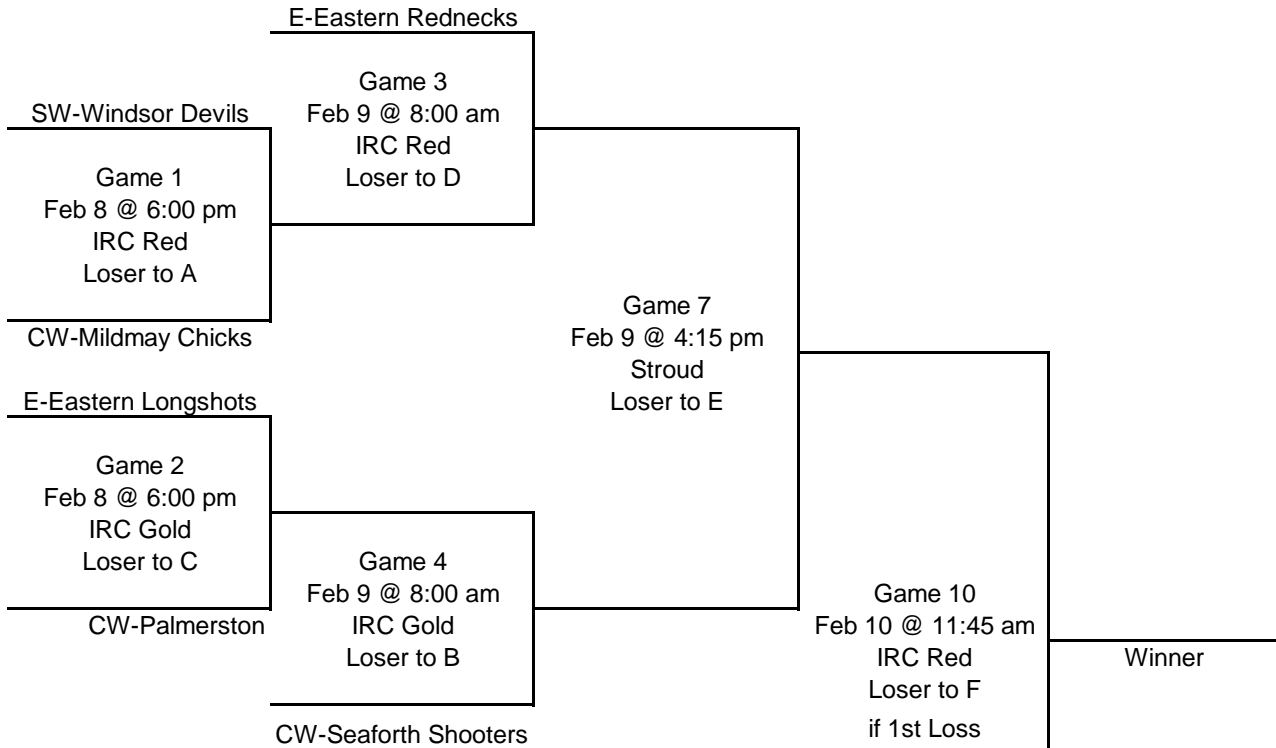 E-Eastern Rednecks
Game 3
Feb 9 @ 8:00 am
IRC Red
Loser to D
SW-Windsor Devils
Game 1
Feb 8 @ 6:00 pm
IRC Red
Loser to A
CW-Mildmay Chicks
Game 7
Feb 9 @ 4:15 pm
Stroud
Loser to E
E-Eastern Longshots
Game 2
Feb 8 @ 6:00 pm
IRC Gold
Loser to C
CW-Palmerston
Game 4
Feb 9 @ 8:00 am
IRC Gold
Loser to B
CW-Seaforth Shooters
Game 10
Feb 10 @ 11:45 am
IRC Red
Loser to F
if 1st Loss
Winner